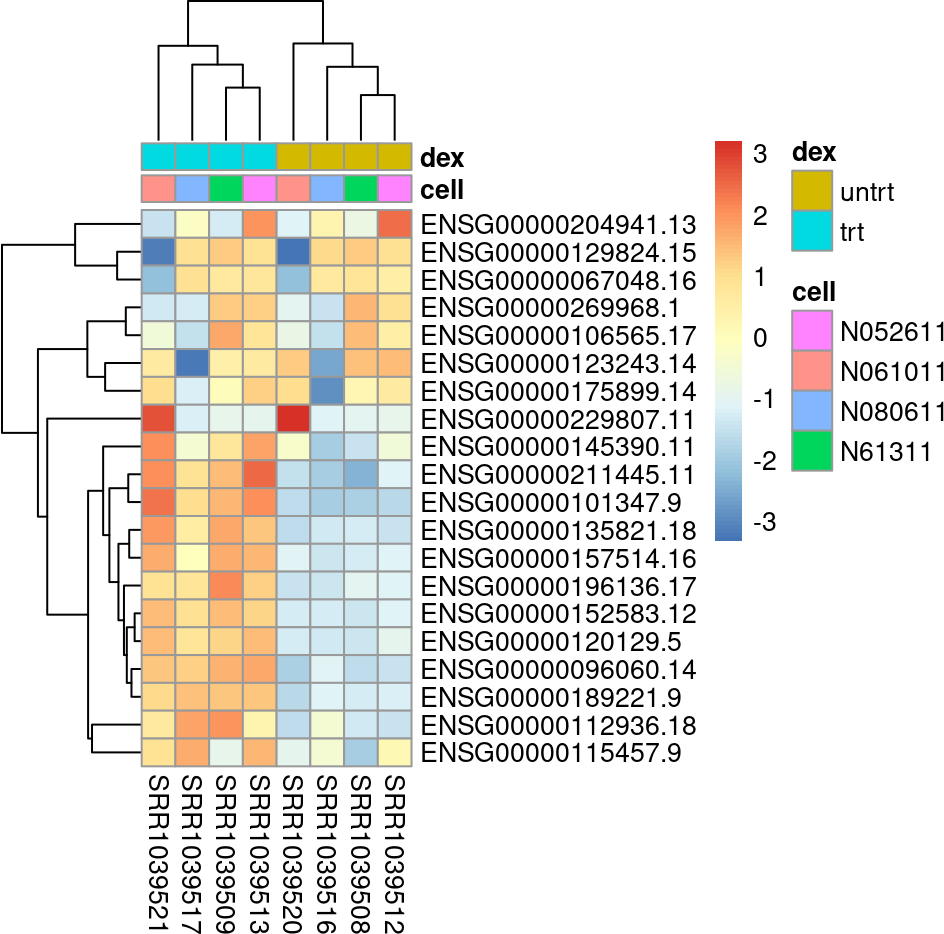 dex
cell
ENSG00000204941.13
ENSG00000129824.15
ENSG00000067048.16
ENSG00000269968.1
ENSG00000106565.17
ENSG00000123243.14
ENSG00000175899.14
ENSG00000229807.11
ENSG00000145390.11
ENSG00000211445.11
ENSG00000101347.9
ENSG00000135821.18
ENSG00000157514.16
ENSG00000196136.17
ENSG00000152583.12
ENSG00000120129.5
ENSG00000096060.14
ENSG00000189221.9
ENSG00000112936.18
ENSG00000115457.9
SRR1039521
SRR1039517
SRR1039509
SRR1039513
SRR1039520
SRR1039516
SRR1039508
SRR1039512
3
2
1
0
-1
-2
-3
dex
untrt
trt
cell
N052611
N061011
N080611
N61311